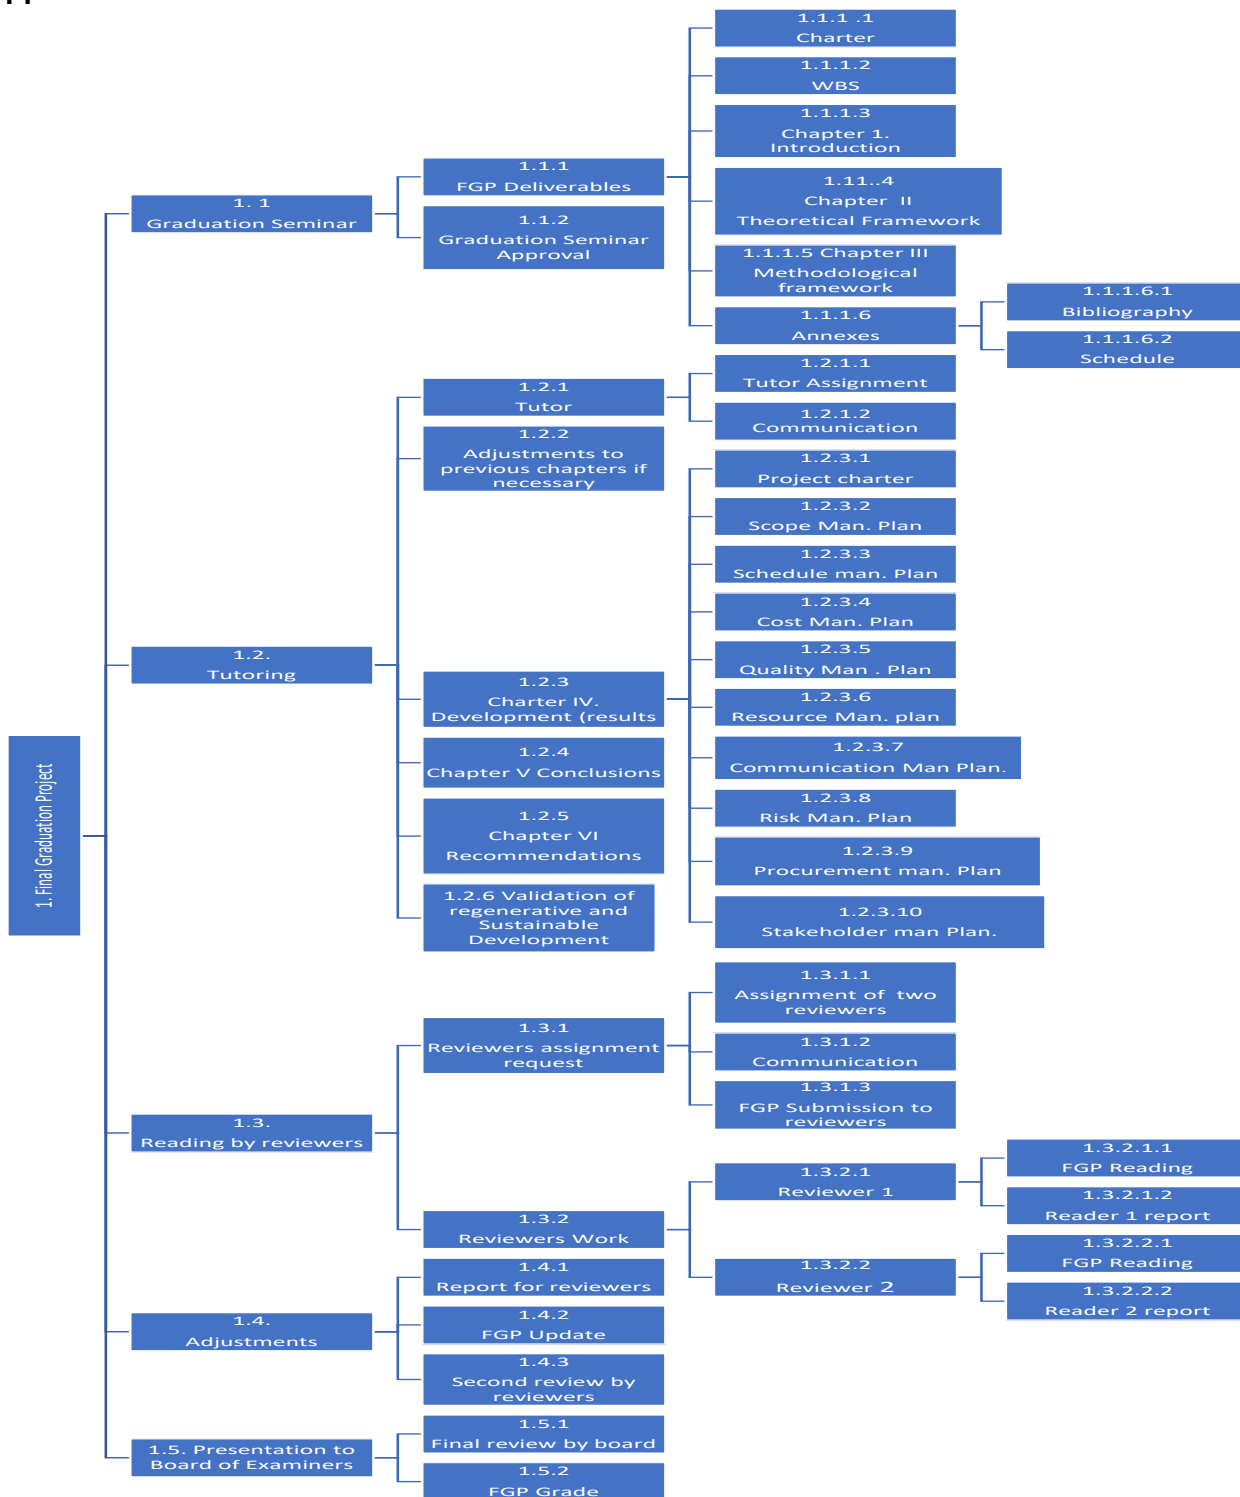 1. Final Graduation Project
1. 1
Graduation Seminar
1.1.1
FGP Deliverables
1.1.1 .1
Charter
1.1.1.2
WBS
1.1.1.3
Chapter 1.
Introduction
1.11..4
Chapter II
Theoretical Framework
1.1.1.5 Chapter III
Methodological
framework
1.1.1.6
Annexes
1.1.1.6.1
Bibliography
1.1.1.6.2
Schedule
1.1.2
Graduation Seminar
Approval
1.2.
Tutoring
1.2.1
Tutor
1.2.1.1
Tutor Assignment
1.2.1.2
Communication
1.2.2
Adjustments to
previous chapters if
necessary
1.2.3
Charter IV.
Development (results
1.2.3.1
Project charter
1.2.3.2
Scope Man. Plan
1.2.3.3
Schedule man. Plan
1.2.3.4
Cost Man. Plan
1.2.3.5
Quality Man . Plan
1.2.3.6
Resource Man. plan
1.2.3.7
Communication Man Plan.
1.2.3.8
Risk Man. Plan
1.2.3.9
Procurement man. Plan
1.2.3.10
Stakeholder man Plan.
1.2.4
Chapter V Conclusions
1.2.5
Chapter VI
Recommendations
1.2.6 Validation of
regenerative and
Sustainable
Development
1.3.
Reading by reviewers
1.3.1
Reviewers assignment
request
1.3.1.1
Assignment of two
reviewers
1.3.1.2
Communication
1.3.1.3
FGP Submission to
reviewers
1.3.2
Reviewers Work
1.3.2.1
Reviewer 1
1.3.2.1.1
FGP Reading
1.3.2.1.2
Reader 1 report
1.3.2.2
Reviewer 2
1.3.2.2.1
FGP Reading
1.3.2.2.2
Reader 2 report
1.4.
Adjustments
1.4.1
Report for reviewers
1.4.2
FGP Update
1.4.3
Second review by
reviewers
1.5. Presentation to
Board of Examiners
1.5.1
Final review by board
1.5.2
FGP Grade